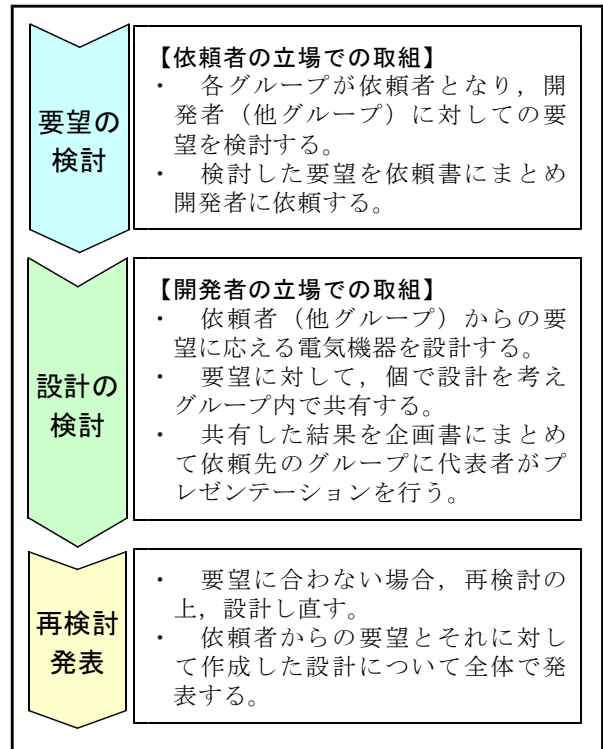 要望の
検討
【依頼者の立場での取組】
・　各グループが依頼者となり，開
発者（他グループ）に対しての要
望を検討する。
・　検討した要望を依頼書にまとめ
開発者に依頼する。
設計の
検討
【開発者の立場での取組】
・　依頼者（他グループ）からの要
望に応える電気機器を設計する。
・　要望に対して，個で設計を考え
グループ内で共有する。
・　共有した結果を企画書にまとめ
て依頼先のグループに代表者がプ
レゼンテーションを行う。
再検討
発表
・　要望に合わない場合，再検討の
上，設計し直す。
・　依頼者からの要望とそれに対し
て作成した設計について全体で発
表する。